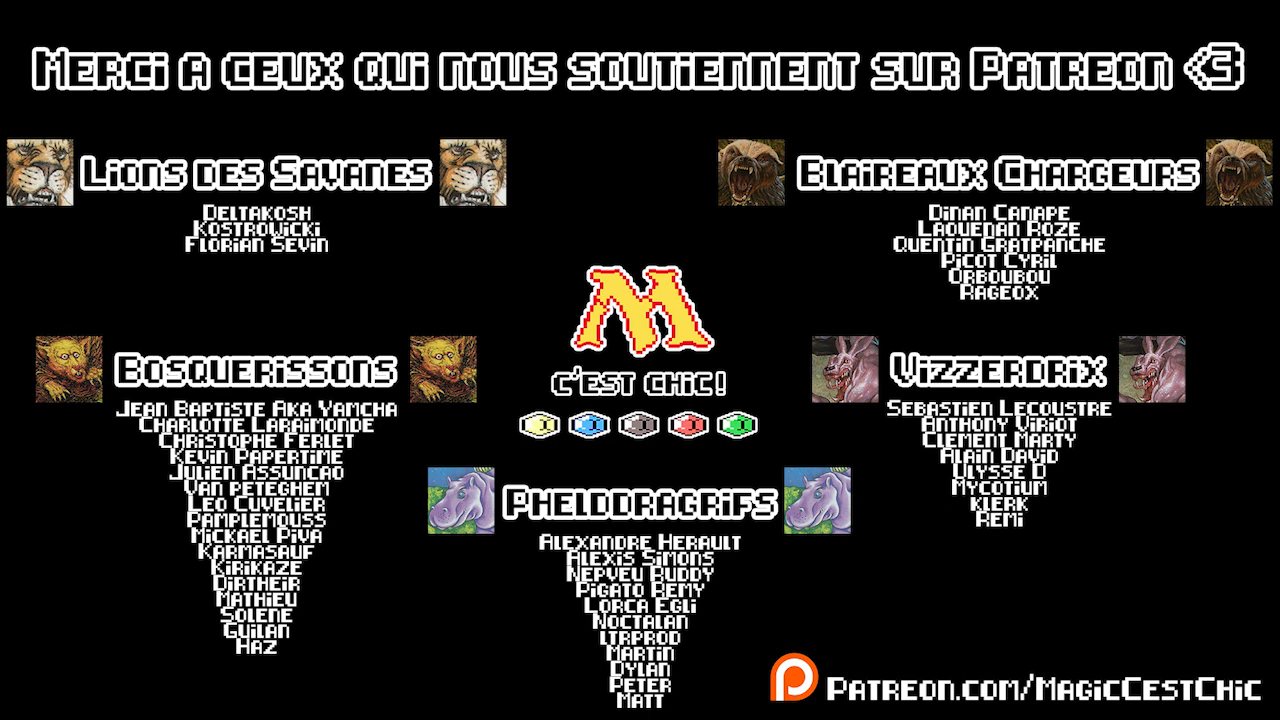 Merci a ceux qui nous soutiennent sur Patreon <3
Lions des Savanes
Deltakosh
Kostrowicki
Florian Sevin
Blaireaux Chargeurs
Dinan Canape
Laouenan Roze
Quentin Gratpanche
Picot Cyril
Orboubou
Rageox
M
C'est chic!
Bosquerissons
Jean Baptiste Aka Yamcha
Charlotte Laraimonde
Christophe Ferlet
Kevin Papertime
Julien Assuncao
Van peteghem
Leo Cuvelier
Pamplemouss
Mickael Piva
Karmasauf
Kirikaze
Dirtheir
Mathieu
Solene
Guilan
Haz
Vizzerdrix
Sebastien Lecoustre
Anthony Viriot
Clement Marty
Alain David
Ulysse D
Mycotium
Klerk
Remi
Phelddragrifs
Alexandre Herault
Alexis Simons
Nepveu Ruddy
Pigato Remy
Lorca Egli
Noctalan
ltrprod
Martin
Dylan
Peter
Matt
Patreon.com/MagicCestChic